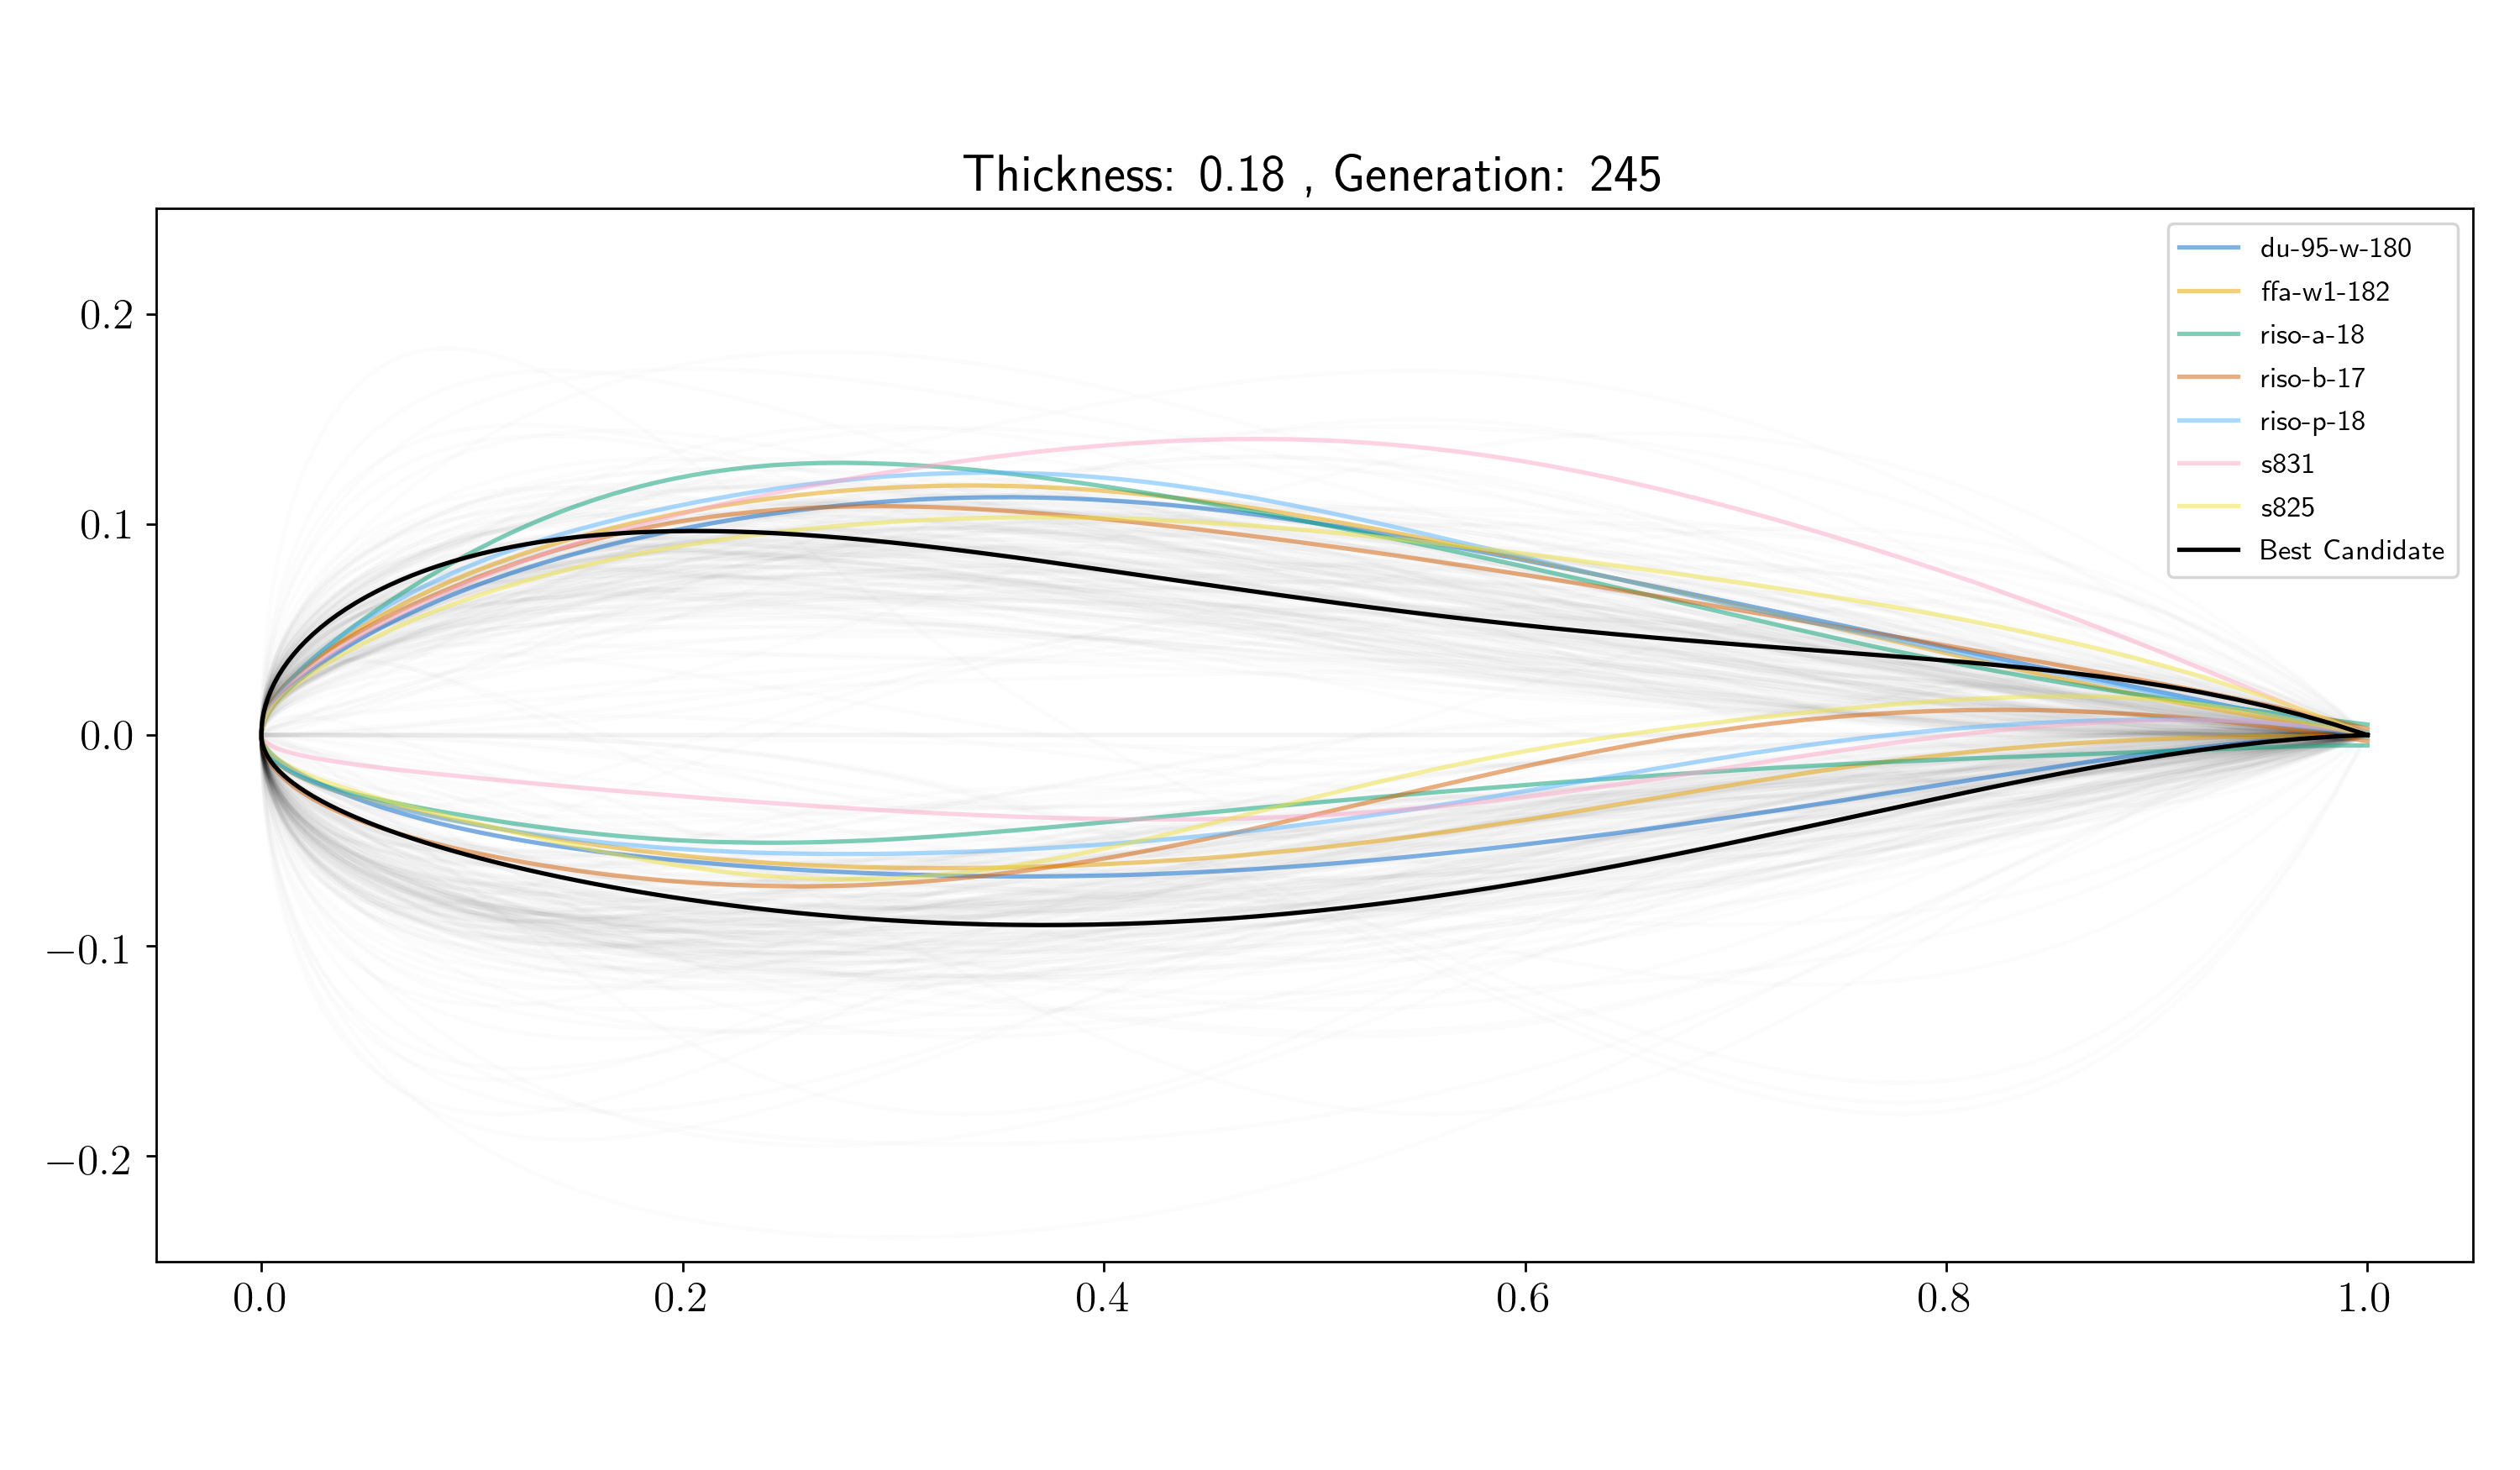 Thickness: 0.18 , Generation: 245
du-95-w-180
ffa-w1-182
riso-a-18
riso-b-17
riso-p-18
s831
s825
Best Candidate
0.2
0.1
0.0
−0.1
−0.2
0.0 0.2 0.4 0.6 0.8 1.0